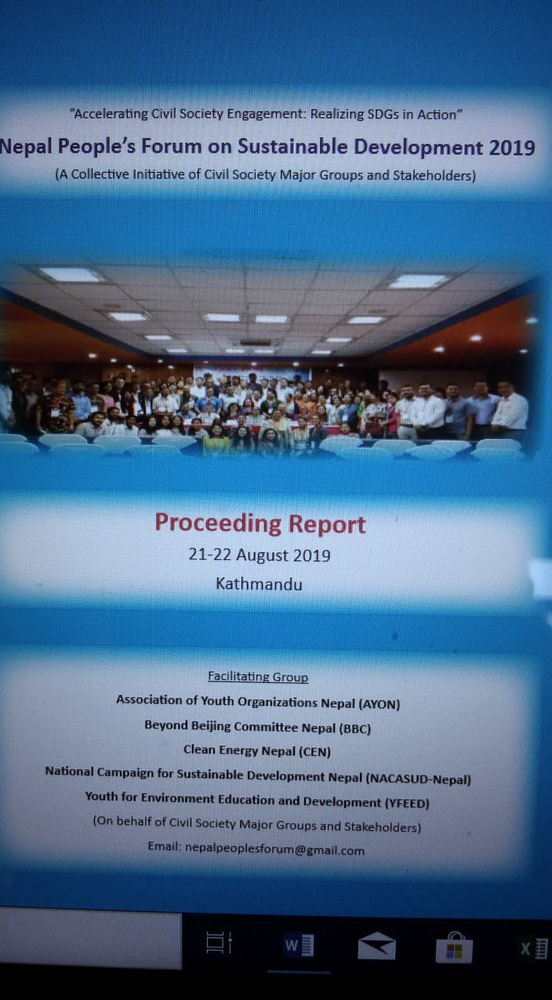 “Accelerating Civil Society Engagement: Realizing SDGs in Action”
Nepal People’s Forum on Sustainable Development 2019
(A Collective Initiative of Civil Society Major Groups and Stakeholders)
Proceeding Report
21-22 August 2019
Kathmandu
Facilitating Group
Association of Youth Organizations Nepal (AYON)
Beyond Beijing Committee Nepal (BBC)
Clean Energy Nepal (CEN)
National Campaign for Sustainable Development Nepal (NACASUD-Nepal)
Youth for Environment Education and Development (YFEED)
(On behalf of Civil Society Major Groups and Stakeholders)
Email: nepalpeoplesforum@gmail.com
W
X